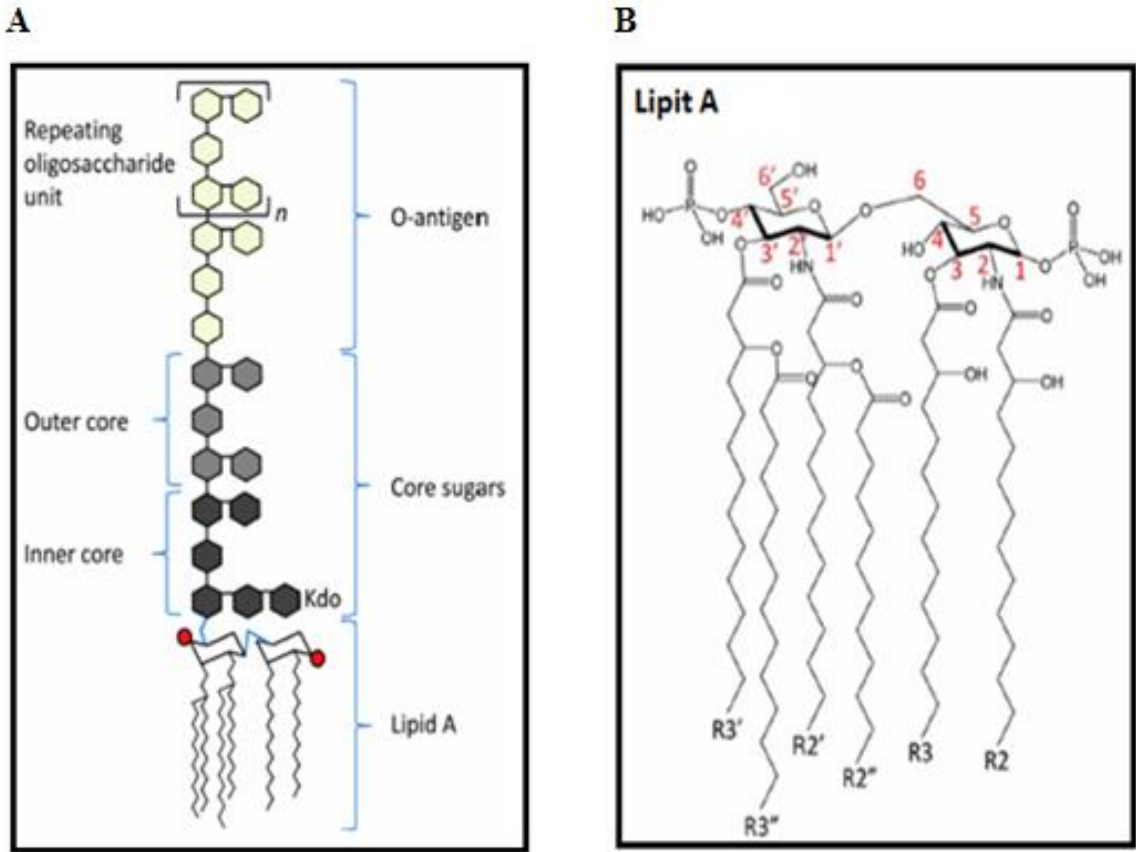 A
B
Repeating
oligosaccharide
unit
n
O-antigen
Outer core
Core sugars
Inner core
Kdo
Lipid A
Lipit A
6'
OH
O
HO
P
O
OH
4'
5'
O
3'
2'
1'
O
6
5
O
4
HO
3
2
1
O
P
O
OH
OH
O
HN
O
HN
O
O
O
O
O
O
O
O
OH
OH
R3'
R2'
R2"
R3
R2
R3"